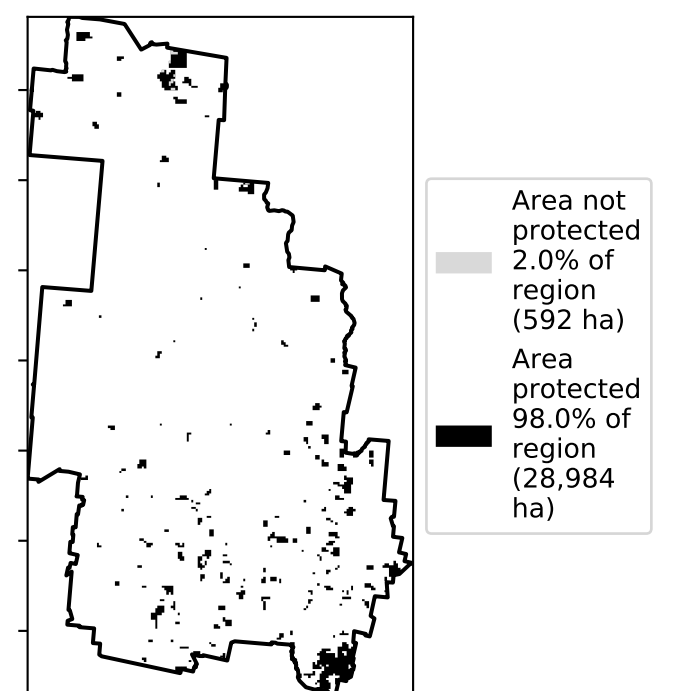 Area not
protected
2.0% of
region
(592 ha)
Area
protected
98.0% of
region
(28,984
ha)